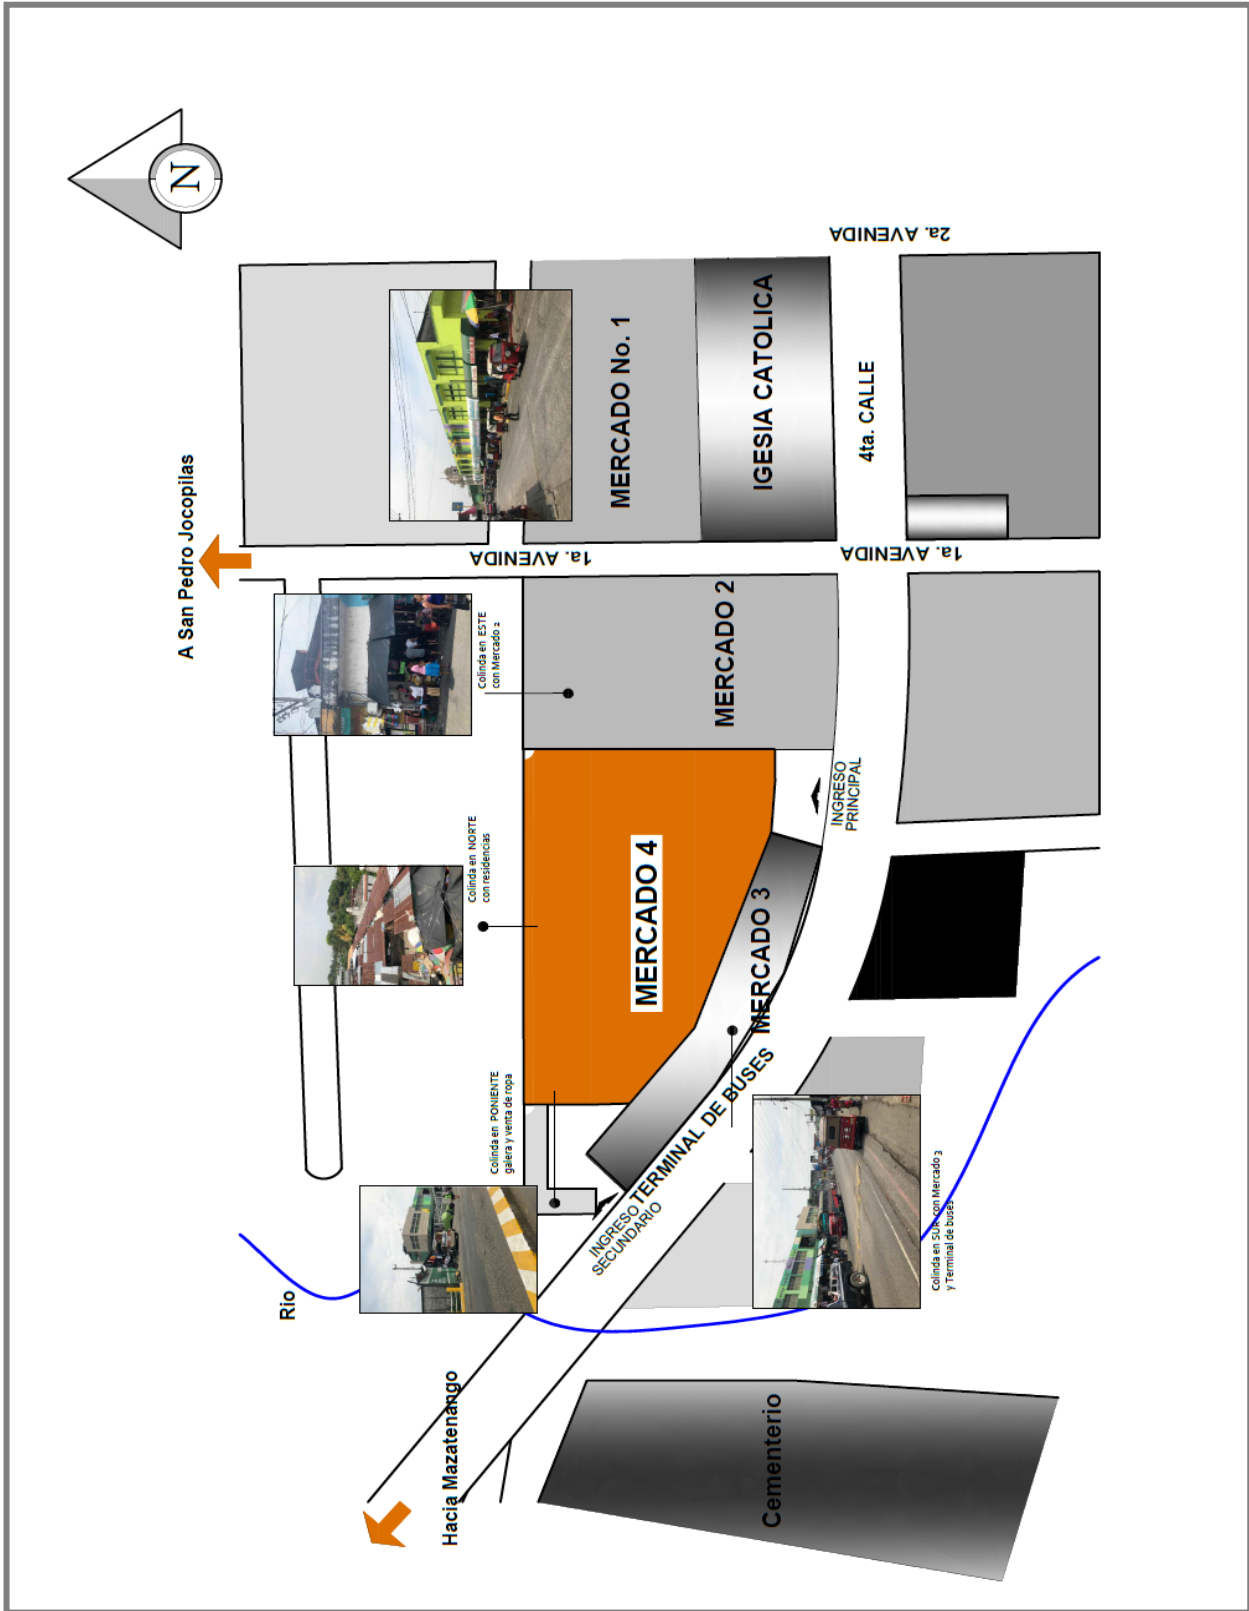 N
A San Pedro Jocopilas
Rio
Hacia Mazatenango
Colinda en PONIENTE
galera y venta de ropa
Colinda en NORTE
con residencias
Colinda en ESTE
con Mercado 2
1a. AVENIDA
MERCADO No. 1
IGESIA CATOLICA
2a. AVENIDA
MERCADO 4
MERCADO 2
MERCADO 3
INGRESO
SECUNDARIO
TERMINAL DE BUSES
INGRESO
PRINCIPAL
1a. AVENIDA
4ta. CALLE
Cementerio
Colinda en SUR con Mercado 3
y Terminal de buses